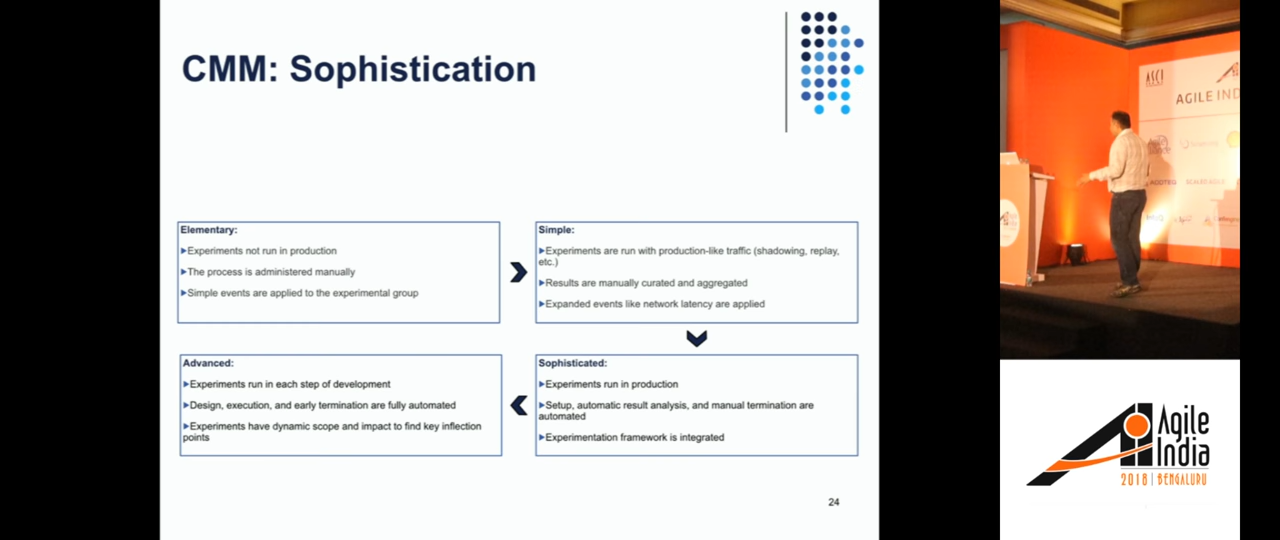 CMM: Sophistication
Elementary:
Experiments not run in production
The process is administered manually
Simple events are applied to the experimental group
Simple:
Experiments are run with production-like traffic (shadowing, replay,
etc.)
Results are manually curated and aggregated
Expanded events like network latency are applied
Advanced:
Experiments run in each step of development
Design, execution, and early termination are fully automated
Experiments have dynamic scope and impact to find key inflection
points
Sophisticated:
Experiments run in production
Setup, automatic result analysis, and manual termination are
automated
Experimentation framework is integrated
24
ASCI
AGILE IND
Agile
India
2018 | BENGALURU